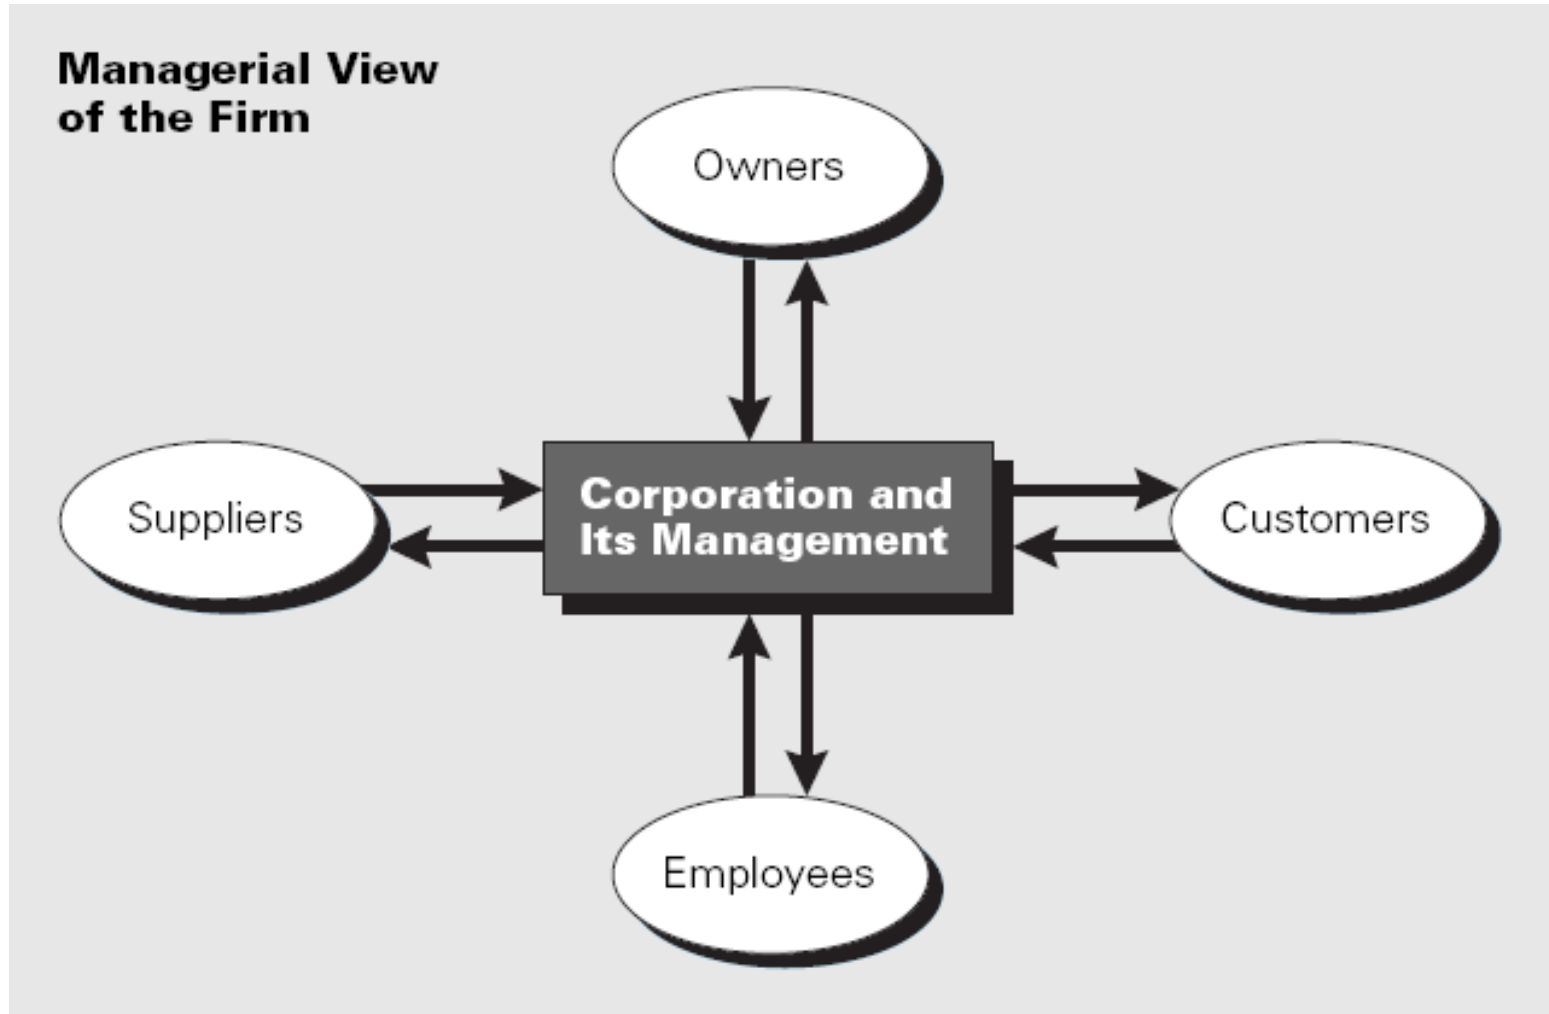 Managerial View
of the Firm
Owners
Suppliers
Corporation and
Its Management
Customers
Employees